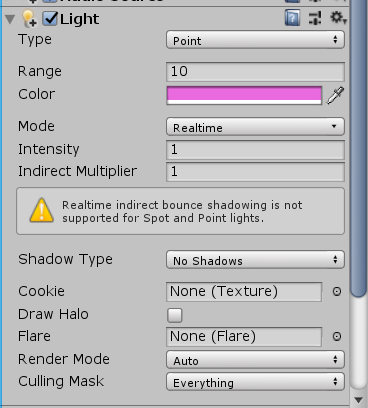 Audio Source
Light
Type Point
Range 10
Color
Mode Realtime
Intensity 1
Indirect Multiplier 1
Realtime indirect bounce shadowing is not
supported for Spot and Point lights.
Shadow Type No Shadows
Cookie None (Texture)
Draw Halo
Flare None (Flare)
Render Mode Auto
Culling Mask Everything